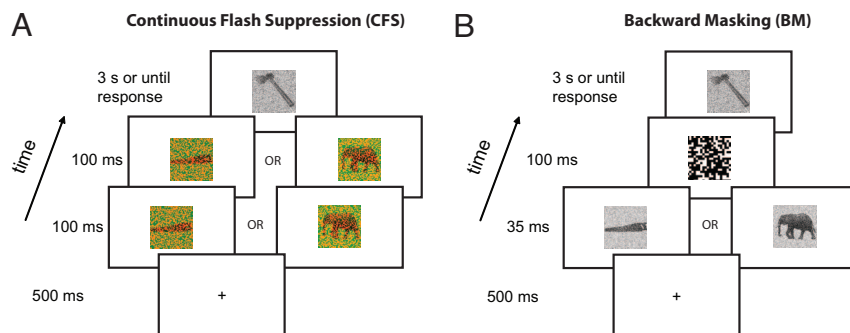 A
Continuous Flash Suppression (CFS)
3 s or until
response
time
100 ms
OR
100 ms
OR
500 ms
+
B
Backward Masking (BM)
3 s or until
response
time
100 ms
35 ms
OR
500 ms
+